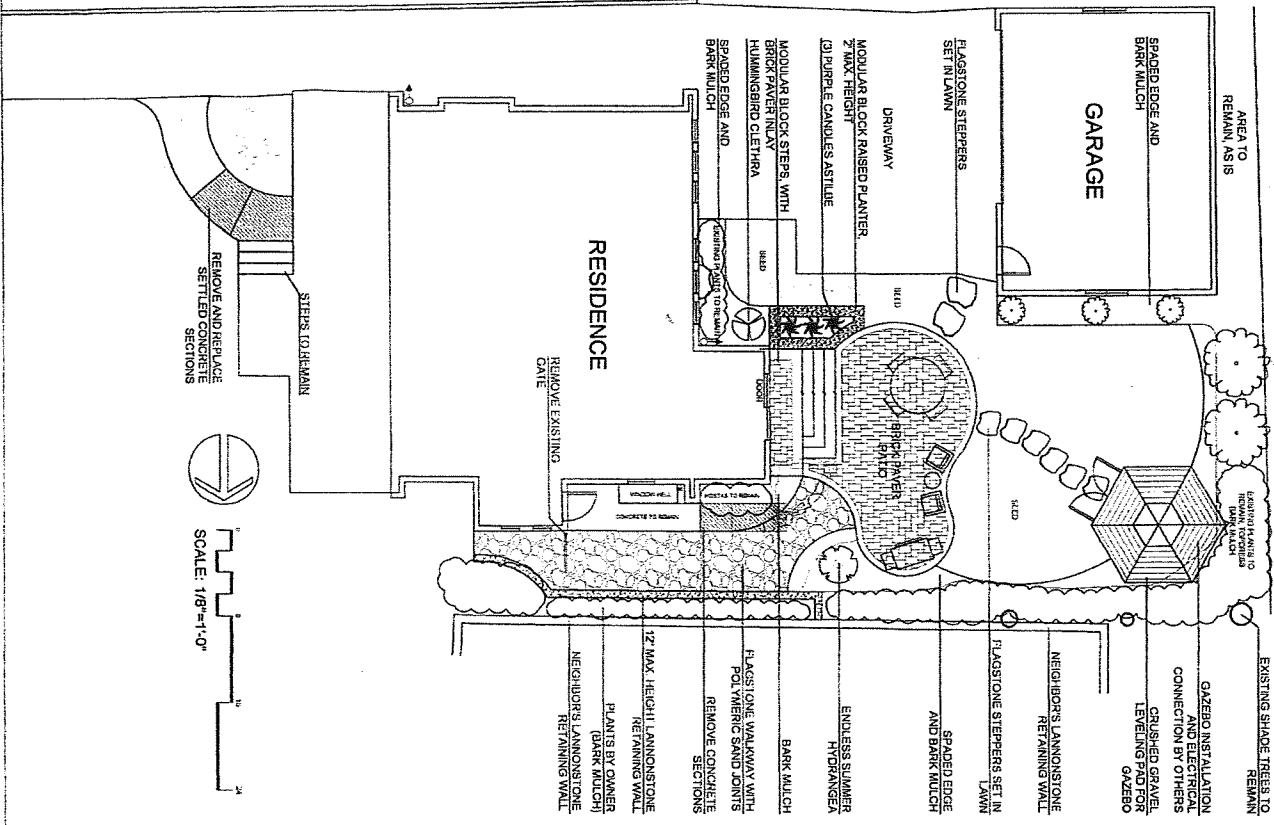 AREA TO
REMAIN, AS IS
SPADED EDGE AND
BARK MULCH
GARAGE
FLAGSTONE STEPPERS
SET IN LAWN
DRIVEWAY
MODULAR BLOCK RAISED PLANTER,
2' MAX. HEIGHT
(3) PURPLE CANDLES ASTILBE
MODULAR BLOCK STEPS, WITH
BRICK PAVER INLAY
HUMMINGBIRD CLETHRA
SPADED EDGE AND
BARK MULCH
EXISTING PLANTS TO REMAIN
SEED
SEED
SEED
RESIDENCE
DOOR
BRICK PAVER
PATIO
EXISTING PLANTS TO
REMAIN, TOPDRESS
BARK MULCH
REMOVE EXISTING
GATE
WINDOW WELL
HOSTAS TO REMAIN
CONCRETE TO REMAIN
STEPS TO REMAIN
REMOVE AND REPLACE
SETTLED CONCRETE
SECTIONS
SCALE: 1/8"=1'-0"
0
8
16
24
EXISTING SHADE TREES TO
REMAIN
GAZEBO INSTALLATION
AND ELECTRICAL
CONNECTION BY OTHERS
CRUSHED GRAVEL
LEVELING PAD FOR
GAZEBO
NEIGHBOR'S LANNONSTONE
RETAINING WALL
FLAGSTONE STEPPERS SET IN
LAWN
SPADED EDGE
AND BARK MULCH
ENDLESS SUMMER
HYDRANGEA
BARK MULCH
FLAGSTONE WALKWAY WITH
POLYMERIC SAND JOINTS
REMOVE CONCRETE
SECTIONS
12" MAX. HEIGHT LANNONSTONE
RETAINING WALL
PLANTS BY OWNER
(BARK MULCH)
NEIGHBOR'S LANNONSTONE
RETAINING WALL